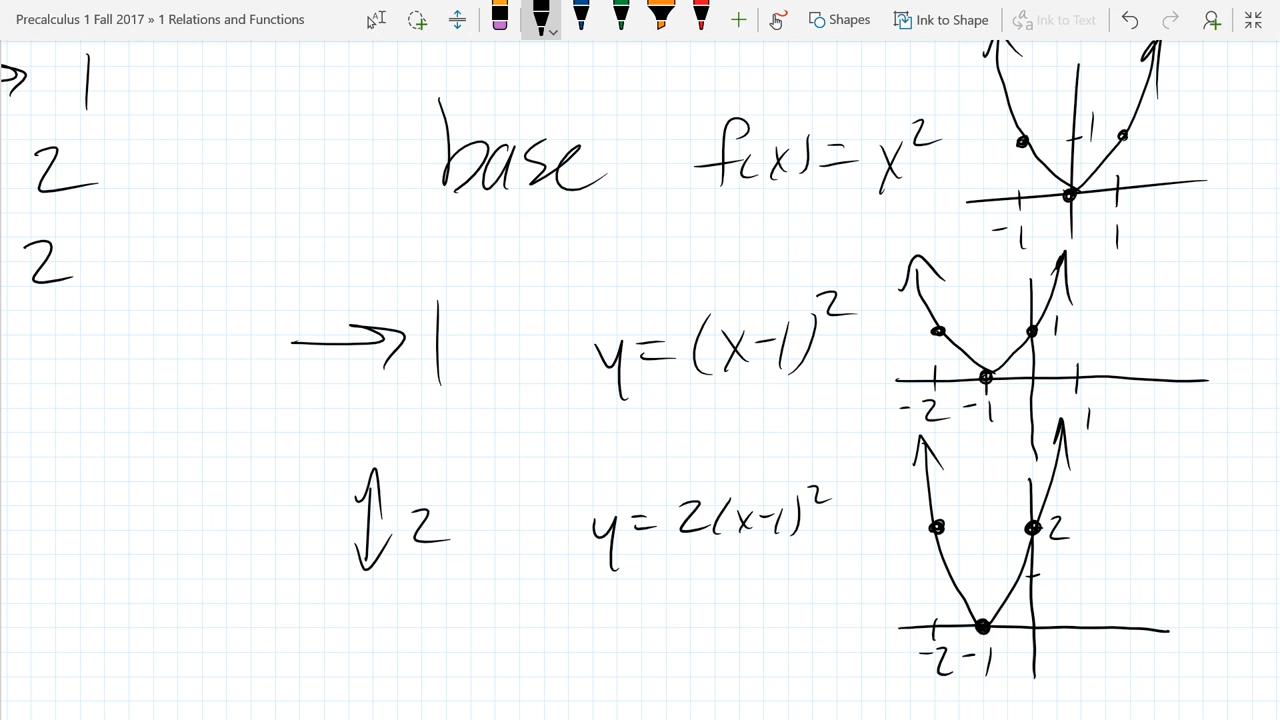 Precalculus 1 Fall 2017 » 1 Relations and Functions
Shapes
Ink to Shape
Ink to Text
→ 1
2
2
base f(x) = x²
1
-1 1
→ 1 y = (x-1)²
1
-2 -1 1
↕ 2 y = 2(x-1)²
2
-2 -1